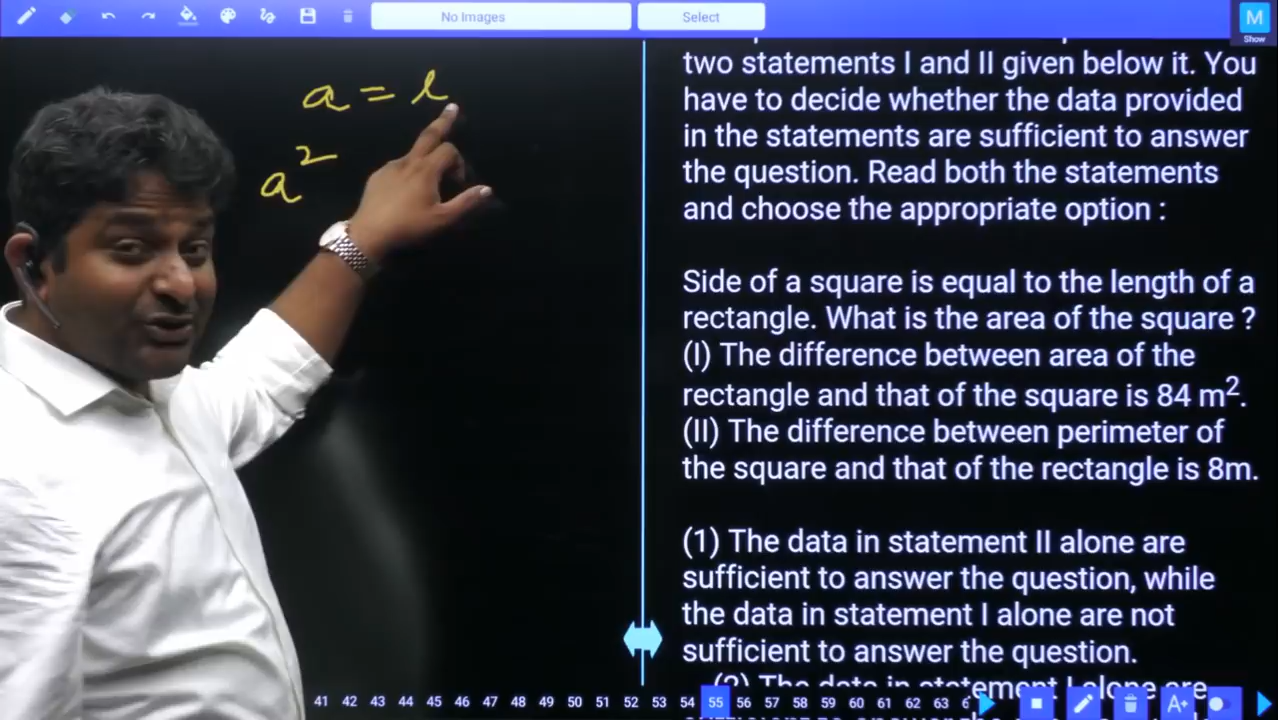 No Images
Select
M
Show
a = l
a²
two statements I and II given below it. You
have to decide whether the data provided
in the statements are sufficient to answer
the question. Read both the statements
and choose the appropriate option :
Side of a square is equal to the length of a
rectangle. What is the area of the square ?
(I) The difference between area of the
rectangle and that of the square is 84 m².
(II) The difference between perimeter of
the square and that of the rectangle is 8m.
(1) The data in statement II alone are
sufficient to answer the question, while
the data in statement I alone are not
sufficient to answer the question.
(2) The data in statement I alone are
41 42 43 44 45 46 47 48 49 50 51 52 53 54 55 56 57 58 59 60 61 62 63
A+